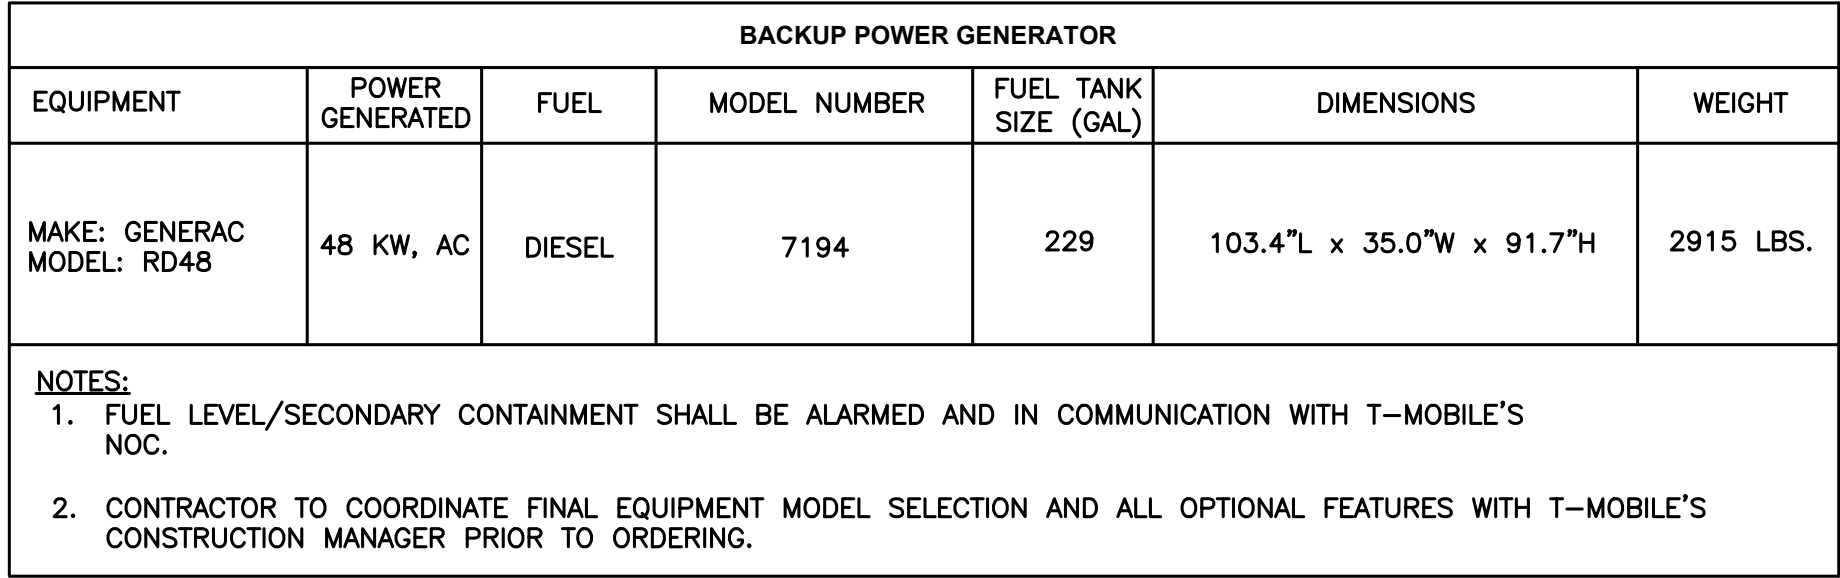 BACKUP POWER GENERATOR
EQUIPMENT
POWER
GENERATED
FUEL
MODEL NUMBER
FUEL TANK
SIZE (GAL)
DIMENSIONS
WEIGHT
MAKE: GENERAC
MODEL: RD48
48 KW, AC
DIESEL
7194
229
103.4"L x 35.0"W x 91.7"H
2915 LBS.
NOTES:
1. FUEL LEVEL/SECONDARY CONTAINMENT SHALL BE ALARMED AND IN COMMUNICATION WITH T-MOBILE'S
NOC.
2. CONTRACTOR TO COORDINATE FINAL EQUIPMENT MODEL SELECTION AND ALL OPTIONAL FEATURES WITH T-MOBILE'S
CONSTRUCTION MANAGER PRIOR TO ORDERING.